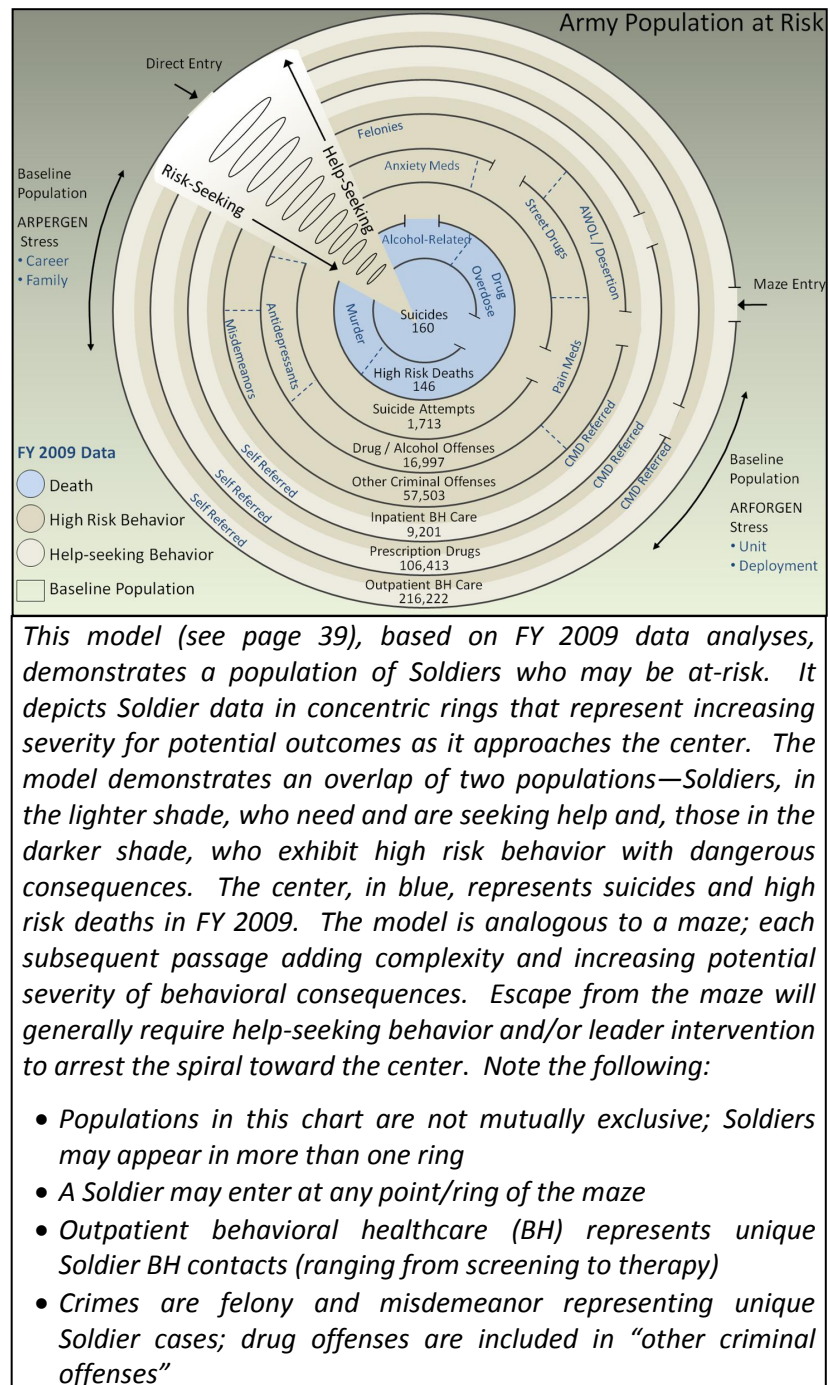 Army Population at Risk
Direct Entry
Felonies
Anxiety Meds
Help-Seeking
Risk-Seeking
Baseline
Population
ARPERGEN
Stress
• Career
• Family
Street Drugs
AWOL / Desertion
Alcohol-Related
Drug
Overdose
Maze Entry
Suicides
160
Murder
Antidepressants
Misdemeanors
High Risk Deaths
146
Pain Meds
Suicide Attempts
1,713
Drug / Alcohol Offenses
16,997
Other Criminal Offenses
57,503
CMD Referred
CMD Referred
CMD Referred
Self Referred
Self Referred
Self Referred
Inpatient BH Care
9,201
Prescription Drugs
106,413
Outpatient BH Care
216,222
Baseline
Population
ARFORGEN
Stress
• Unit
• Deployment
FY 2009 Data
Death
High Risk Behavior
Help-seeking Behavior
Baseline Population
This model (see page 39), based on FY 2009 data analyses,
demonstrates a population of Soldiers who may be at-risk. It
depicts Soldier data in concentric rings that represent increasing
severity for potential outcomes as it approaches the center. The
model demonstrates an overlap of two populations—Soldiers, in
the lighter shade, who need and are seeking help and, those in the
darker shade, who exhibit high risk behavior with dangerous
consequences. The center, in blue, represents suicides and high
risk deaths in FY 2009. The model is analogous to a maze; each
subsequent passage adding complexity and increasing potential
severity of behavioral consequences. Escape from the maze will
generally require help-seeking behavior and/or leader intervention
to arrest the spiral toward the center. Note the following:
• Populations in this chart are not mutually exclusive; Soldiers
may appear in more than one ring
• A Soldier may enter at any point/ring of the maze
• Outpatient behavioral healthcare (BH) represents unique
Soldier BH contacts (ranging from screening to therapy)
• Crimes are felony and misdemeanor representing unique
Soldier cases; drug offenses are included in “other criminal
offenses”